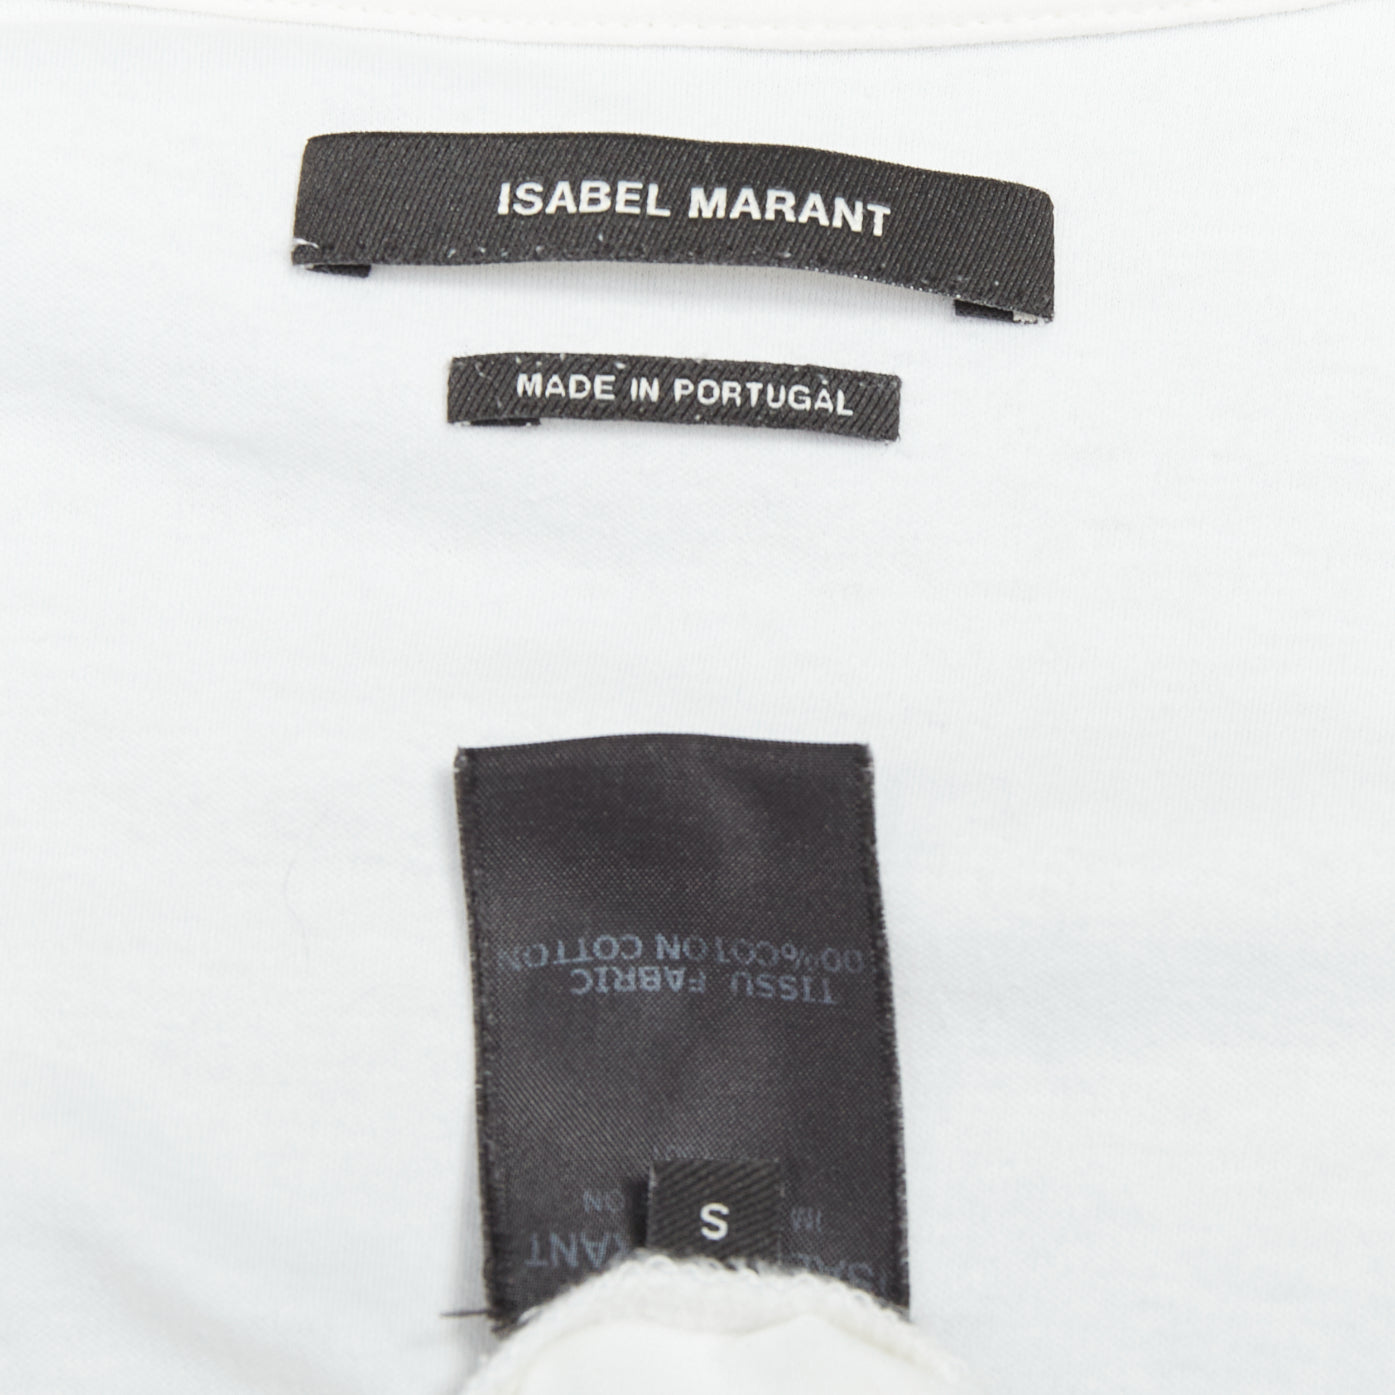 ISABEL MARANT
MADE IN PORTUGAL
TISSU FABRIC
00%COTON COTTON
S